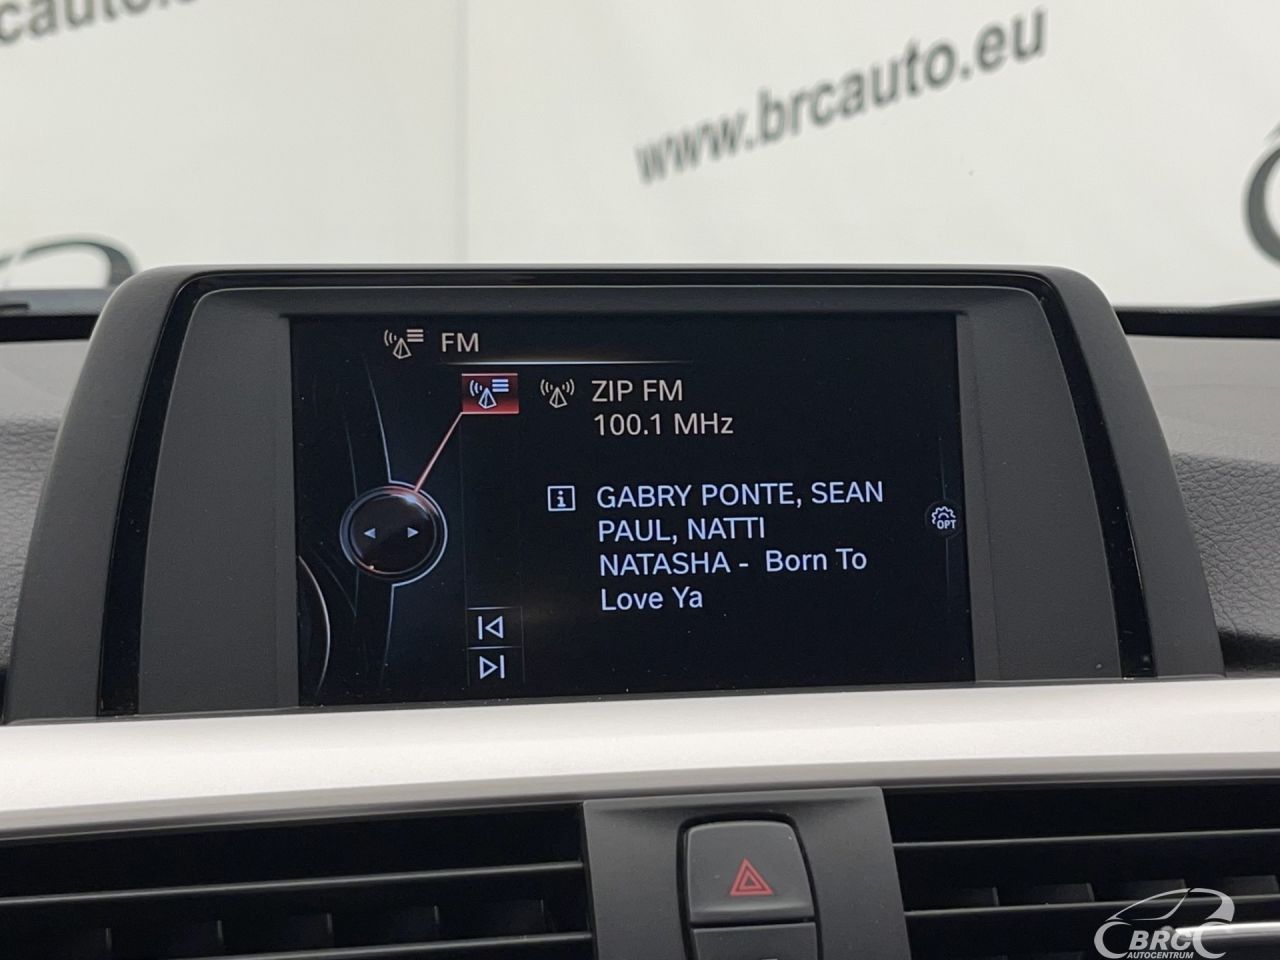 rcauto.
www.brcauto.eu
FM
ZIP FM
100.1 MHz
GABRY PONTE, SEAN
PAUL, NATTI
NATASHA - Born To
Love Ya
OPT
BRC
AUTOCENTRUM